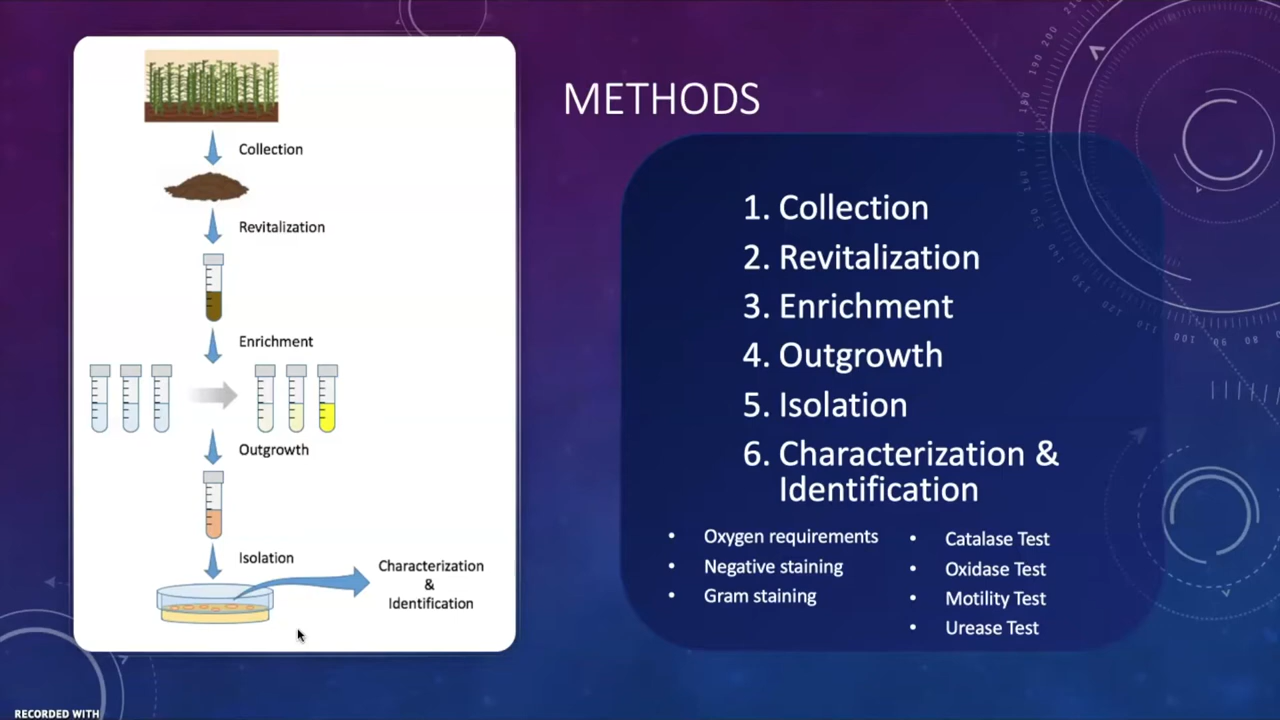 Collection
Revitalization
Enrichment
Outgrowth
Isolation
Characterization
&
Identification
METHODS
1. Collection
2. Revitalization
3. Enrichment
4. Outgrowth
5. Isolation
6. Characterization &
Identification
• Oxygen requirements
• Negative staining
• Gram staining
• Catalase Test
• Oxidase Test
• Motility Test
• Urease Test
RECORDED WITH